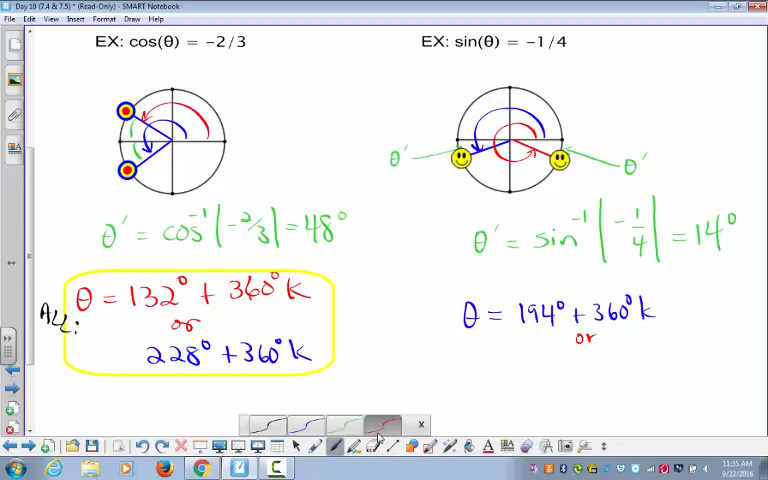 Day 10 (7.4 & 7.5) * (Read-Only) - SMART Notebook
File Edit View Insert Format Draw Help
EX: cos(θ) = -2/3
EX: sin(θ) = -1/4
θ'
θ'
θ' = cos⁻¹|-2/3| = 48°
θ' = sin⁻¹|-1/4| = 14°
ALL:
θ = 132° + 360°k
or
228° + 360°k
θ = 194° + 360°k
or
11:35 AM
9/22/2016